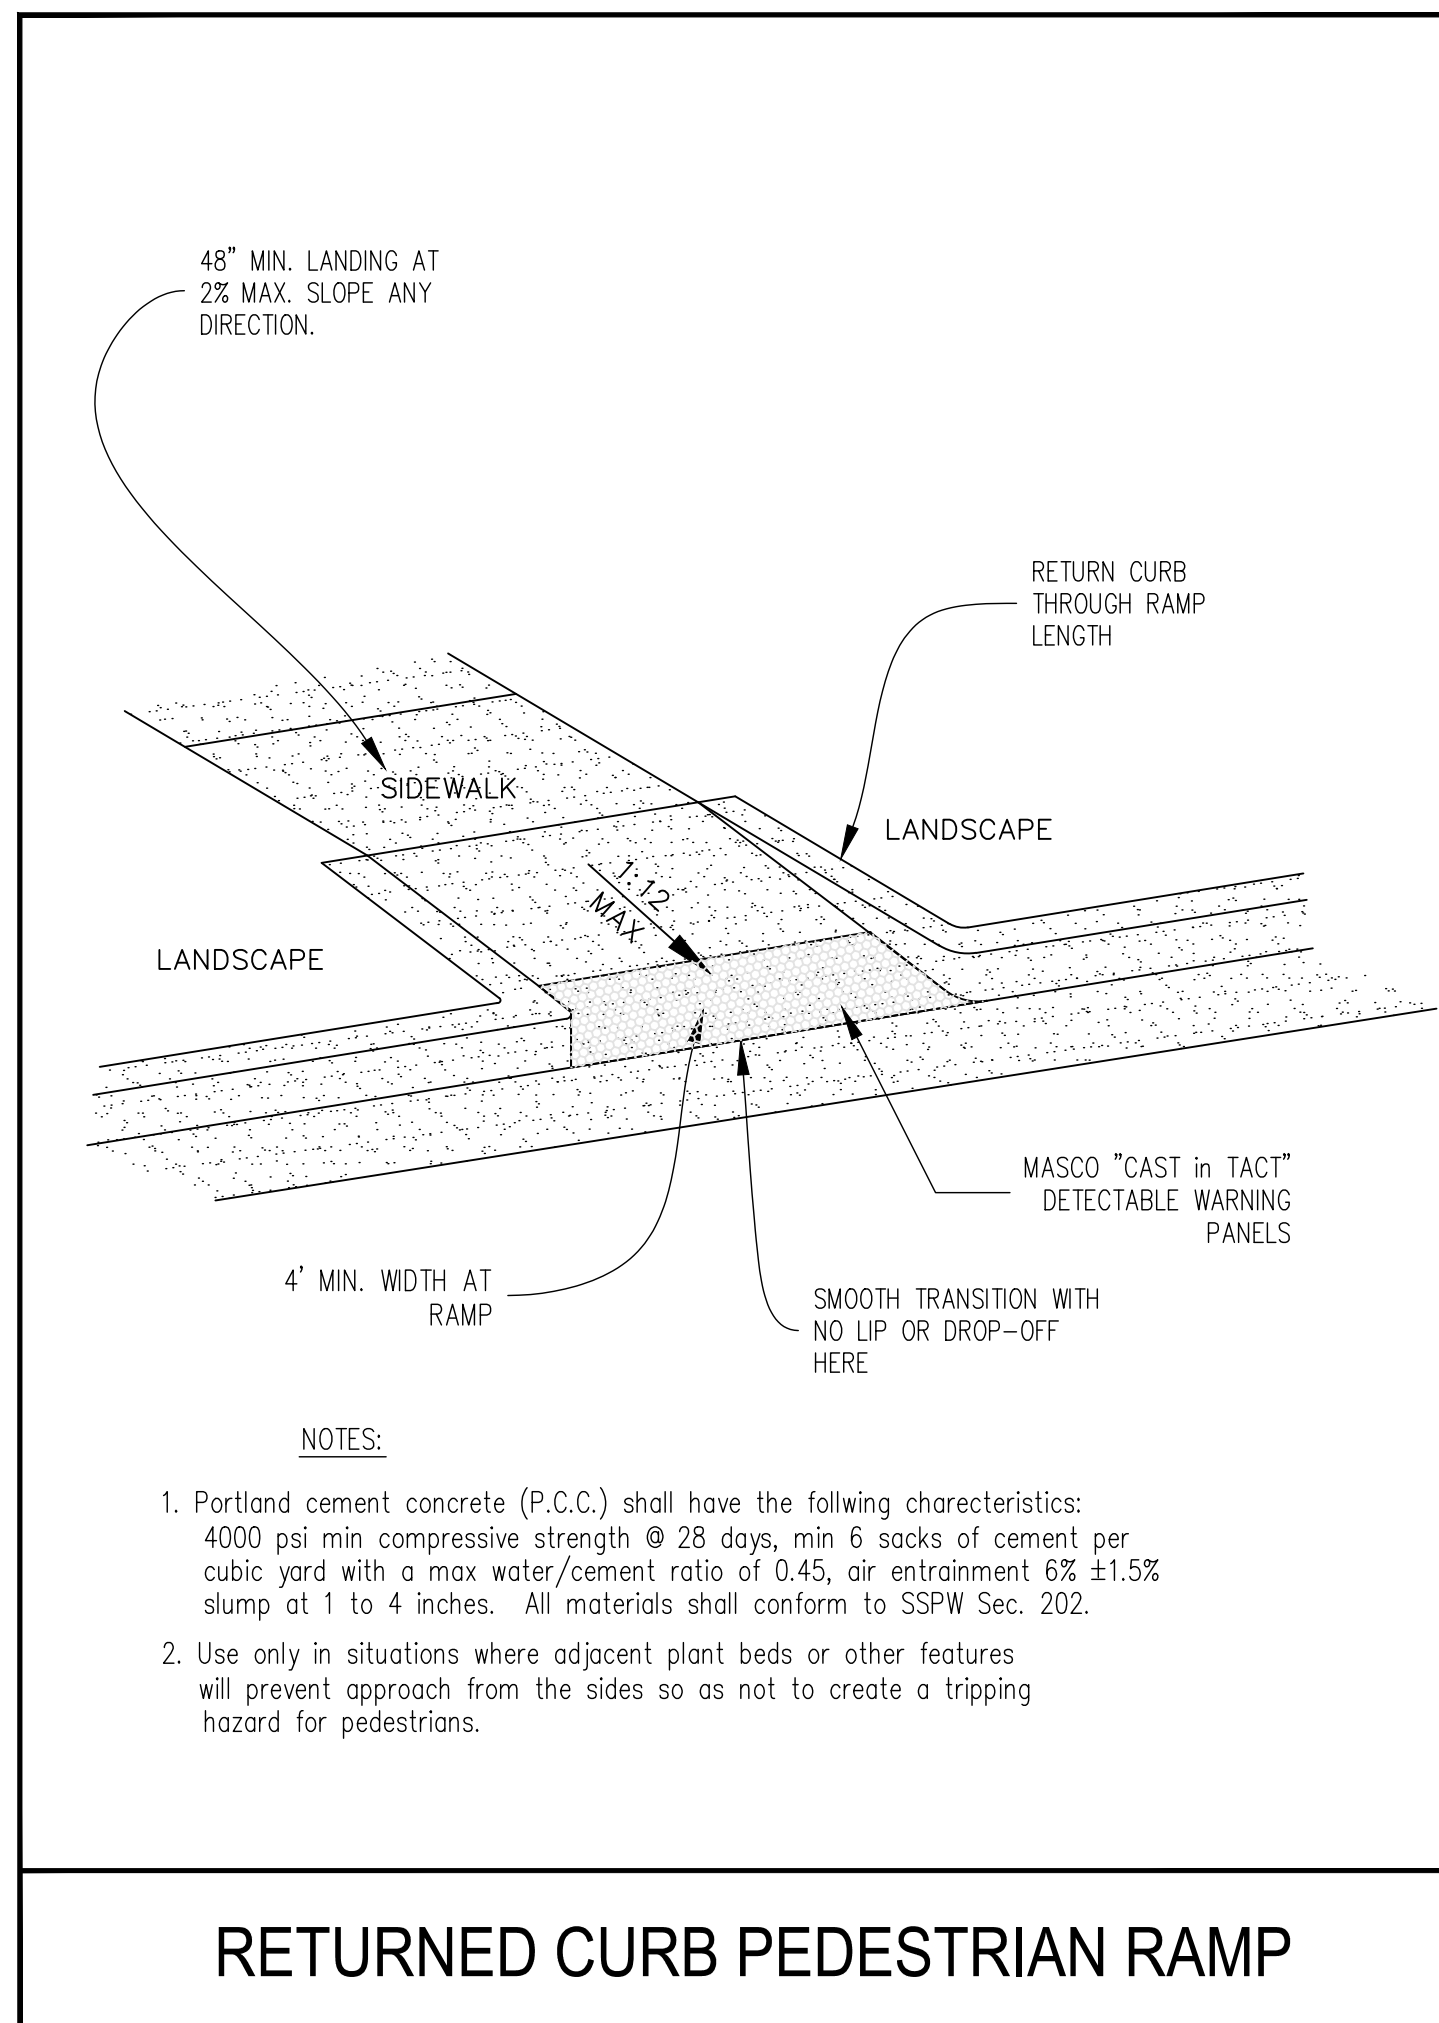 48" MIN. LANDING AT
2% MAX. SLOPE ANY
DIRECTION.
RETURN CURB
THROUGH RAMP
LENGTH
SIDEWALK
LANDSCAPE
1:12
MAX
LANDSCAPE
MASCO "CAST in TACT"
DETECTABLE WARNING
PANELS
4' MIN. WIDTH AT
RAMP
SMOOTH TRANSITION WITH
NO LIP OR DROP-OFF
HERE
NOTES:
1. Portland cement concrete (P.C.C.) shall have the follwing charecteristics:
4000 psi min compressive strength @ 28 days, min 6 sacks of cement per
cubic yard with a max water/cement ratio of 0.45, air entrainment 6% ±1.5%
slump at 1 to 4 inches. All materials shall conform to SSPW Sec. 202.
2. Use only in situations where adjacent plant beds or other features
will prevent approach from the sides so as not to create a tripping
hazard for pedestrians.
RETURNED CURB PEDESTRIAN RAMP